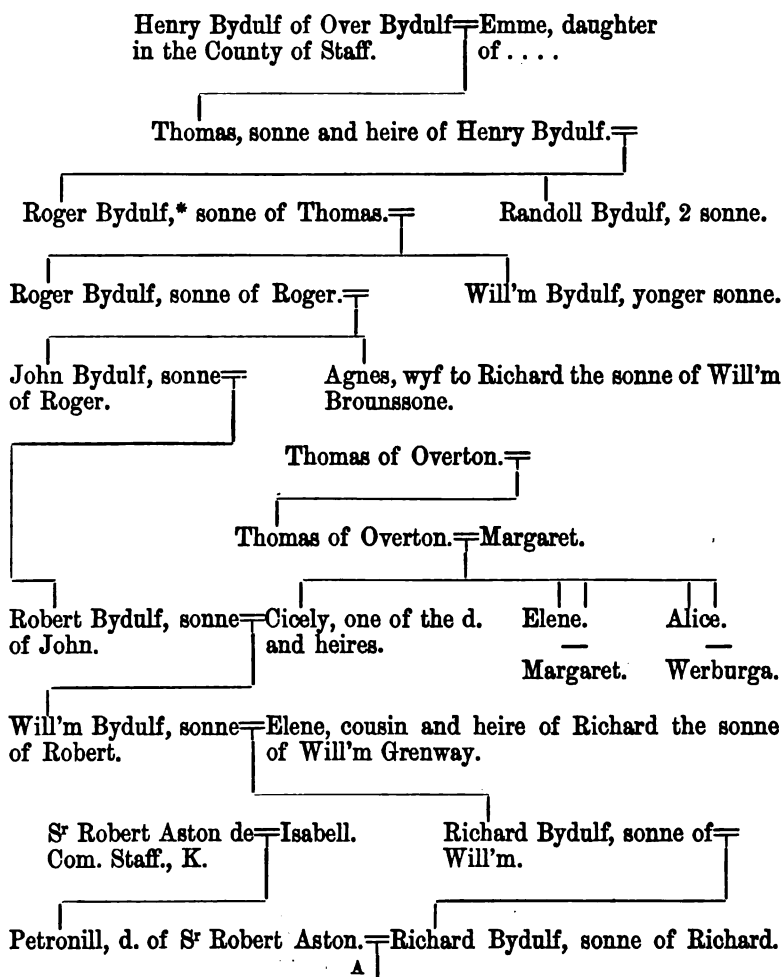 Henry Bydulf of Over Bydulf=Emme, daughter
in the County of Staff. of . . . .
Thomas, sonne and heire of Henry Bydulf.=
Roger Bydulf,* sonne of Thomas.= Randoll Bydulf, 2 sonne.
Roger Bydulf, sonne of Roger.= Will'm Bydulf, yonger sonne.
John Bydulf, sonne= Agnes, wyf to Richard the sonne of Will'm
of Roger. Brounssone.
Thomas of Overton.=
Thomas of Overton.=Margaret.
Robert Bydulf, sonne=Cicely, one of the d. Elene. Alice.
of John. and heires. — —
Margaret. Werburga.
Will'm Bydulf, sonne=Elene, cousin and heire of Richard the sonne
of Robert. of Will'm Grenway.
Sr Robert Aston de=Isabell. Richard Bydulf, sonne of=
Com. Staff., K. Will'm.
Petronill, d. of Sr Robert Aston.=Richard Bydulf, sonne of Richard.
A